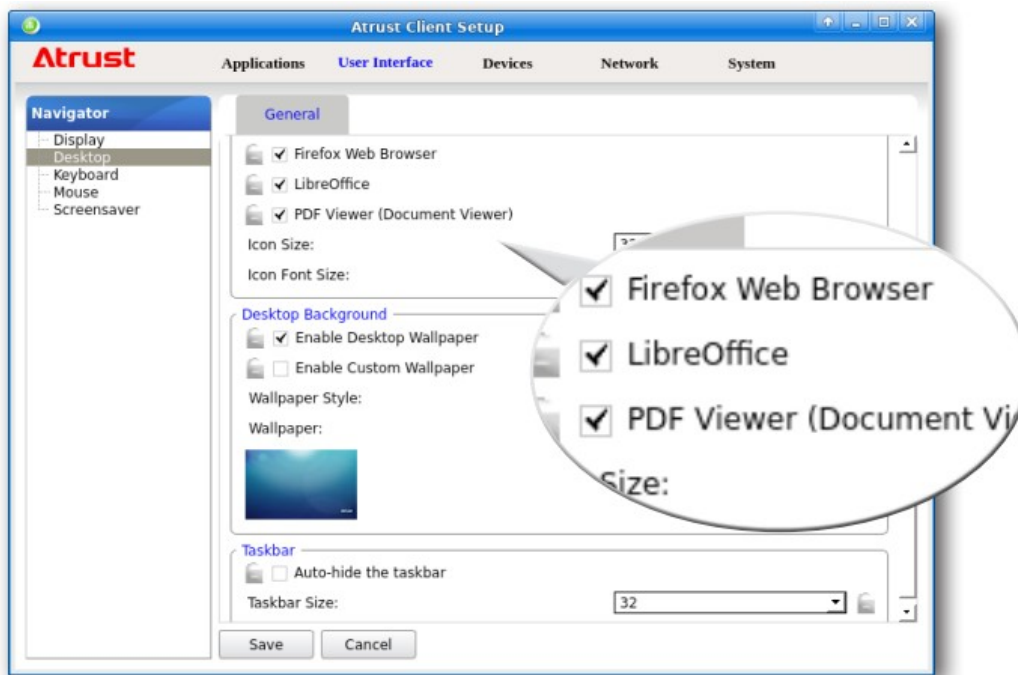 Atrust Client Setup
Atrust
Applications User Interface Devices Network System
Navigator
Display
Desktop
Keyboard
Mouse
Screensaver
General
Firefox Web Browser
LibreOffice
PDF Viewer (Document Viewer)
Icon Size:
Icon Font Size:
Desktop Background
Enable Desktop Wallpaper
Enable Custom Wallpaper
Wallpaper Style:
Wallpaper:
Taskbar
Auto-hide the taskbar
Taskbar Size: 32
Save Cancel
Firefox Web Browser
LibreOffice
PDF Viewer (Document Vi
Size: